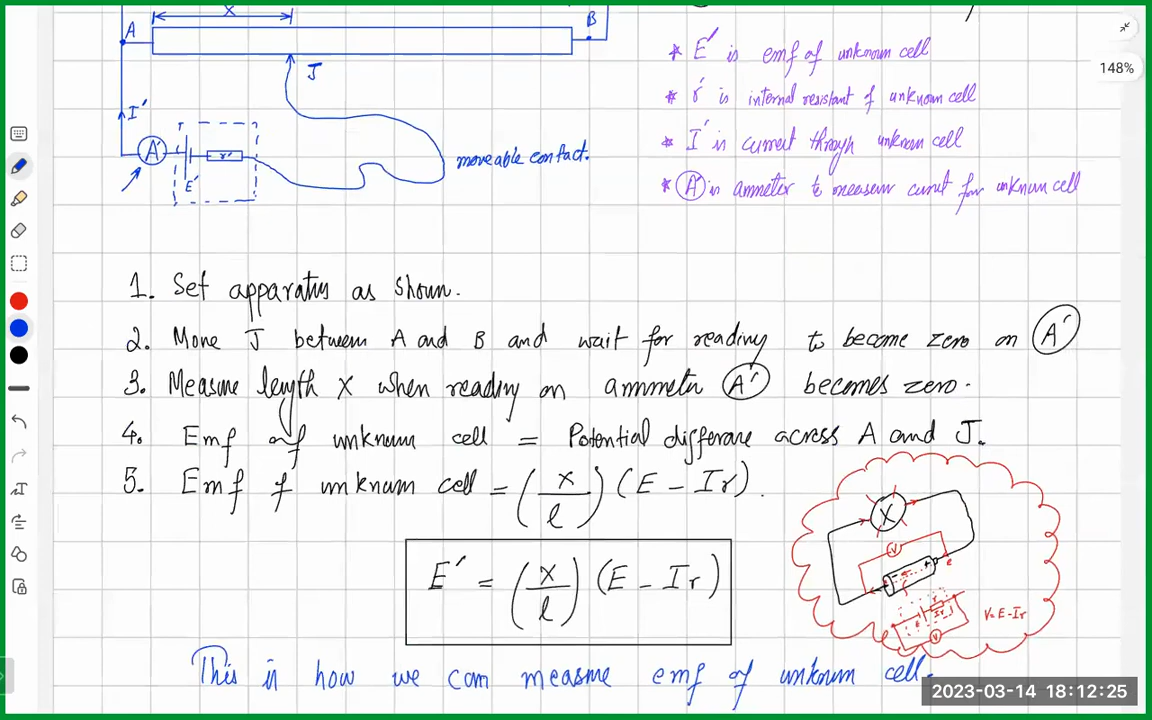 X
A
B
J
I'
A'
r'
E'
moveable contact.
* E' is emf of unknown cell
* r' is internal resistant of unknown cell
* I' is current through unknown cell
* A' is ammeter to measure curnt for unknown cell
148%
1. Set apparatus as shown.
2. Move J between A and B and wait for reading to become zero on A'
3. Measure length X when reading on ammeter A' becomes zero.
4. Emf of unknown cell = Potential differane across A and J.
5. Emf of unknown cell = (x/l) (E - Ir).
E' = (x/l) (E - Ir)
X
V
V = E - Ir
V
This is how we can measure emf of unknown cell.
2023-03-14 18:12:25